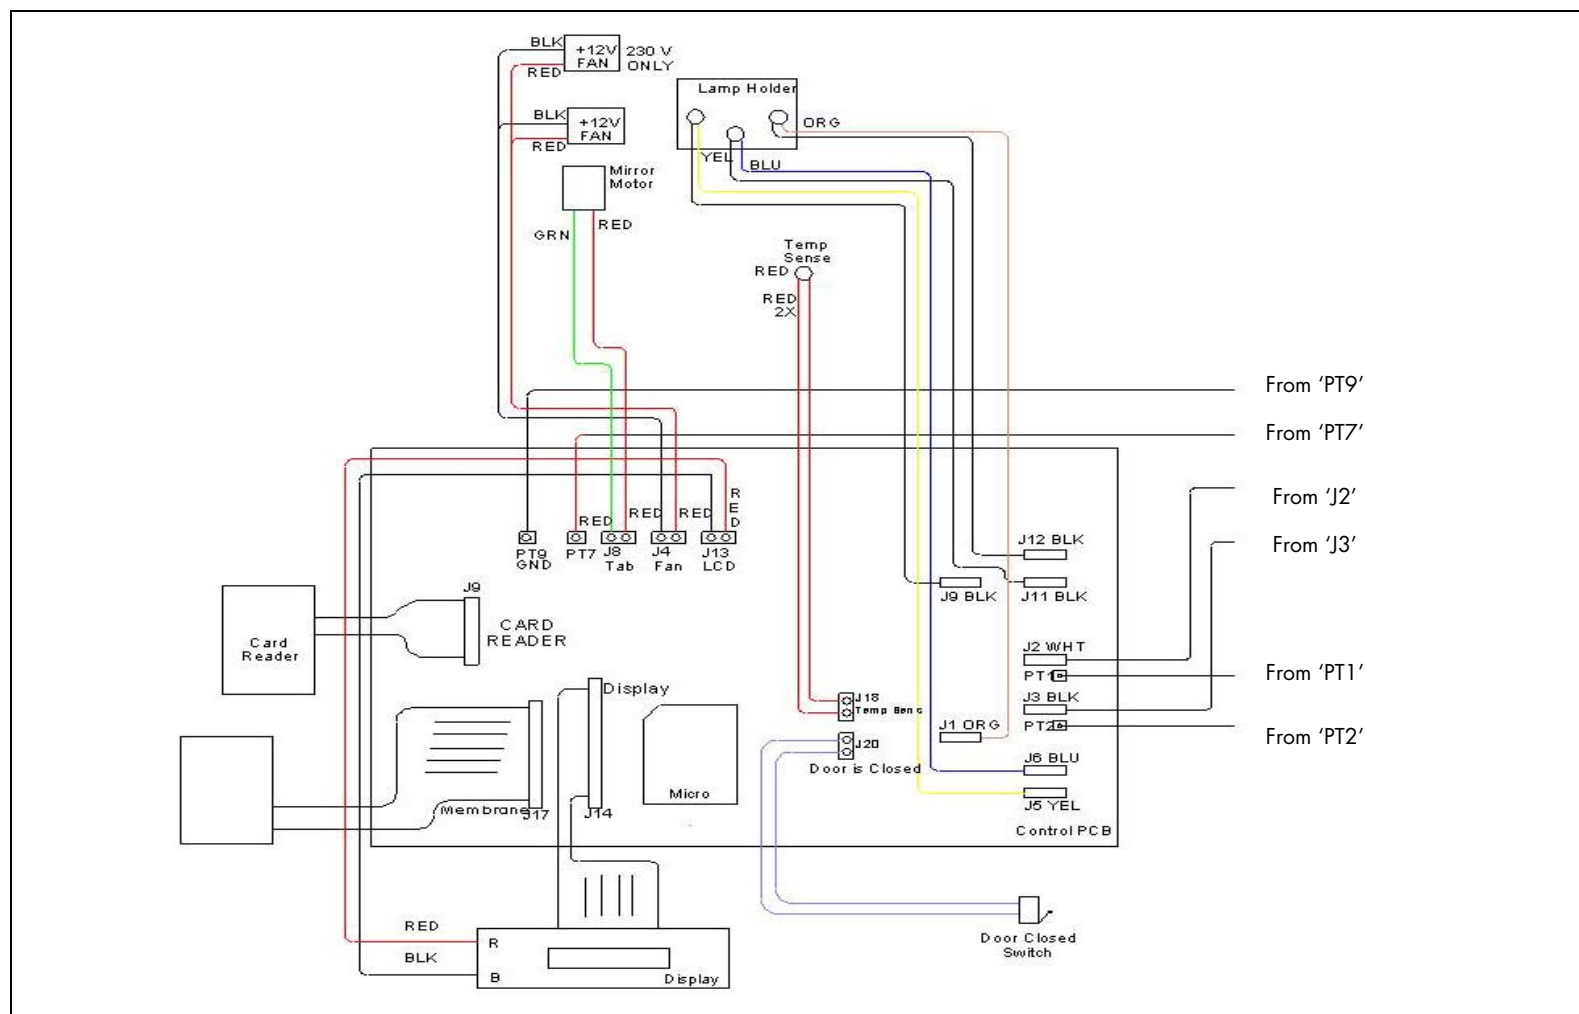 BLK
+12V
FAN
230 V
ONLY
RED
Lamp Holder
BLK
+12V
FAN
RED
ORG
YEL
BLU
Mirror
Motor
GRN
RED
Temp
Sense
RED
RED
2X
From ‘PT9’
From ‘PT7’
From ‘J2’
From ‘J3’
RED
RED
RED
RED
PT9
GND
PT7
J8
Tab
J4
Fan
J13
LCD
J12 BLK
J9 BLK
J11 BLK
J9
CARD
READER
Card
Reader
J2 WHT
PT1
From ‘PT1’
J3 BLK
PT2
From ‘PT2’
Display
J18
Temp Sens
J1 ORG
J20
Door is Closed
J6 BLU
J5 YEL
Micro
Membrane
J17
J14
Control PCB
RED
BLK
R
B
Display
Door Closed
Switch